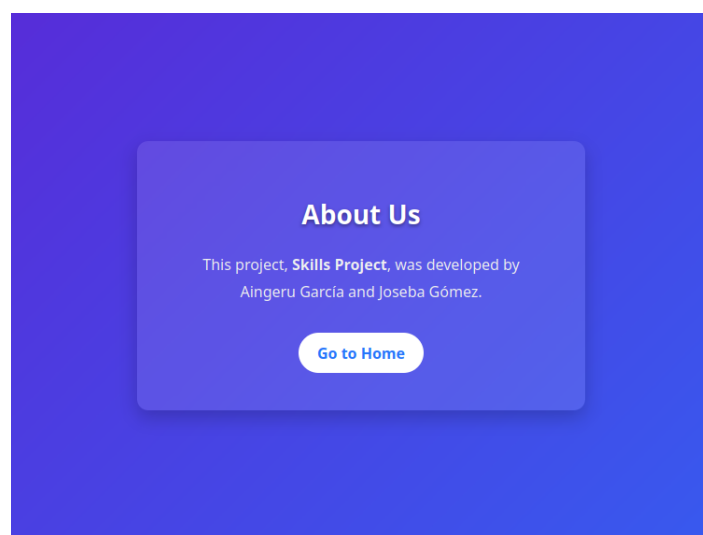 About Us
This project, Skills Project, was developed by
Aingeru García and Joseba Gómez.
Go to Home